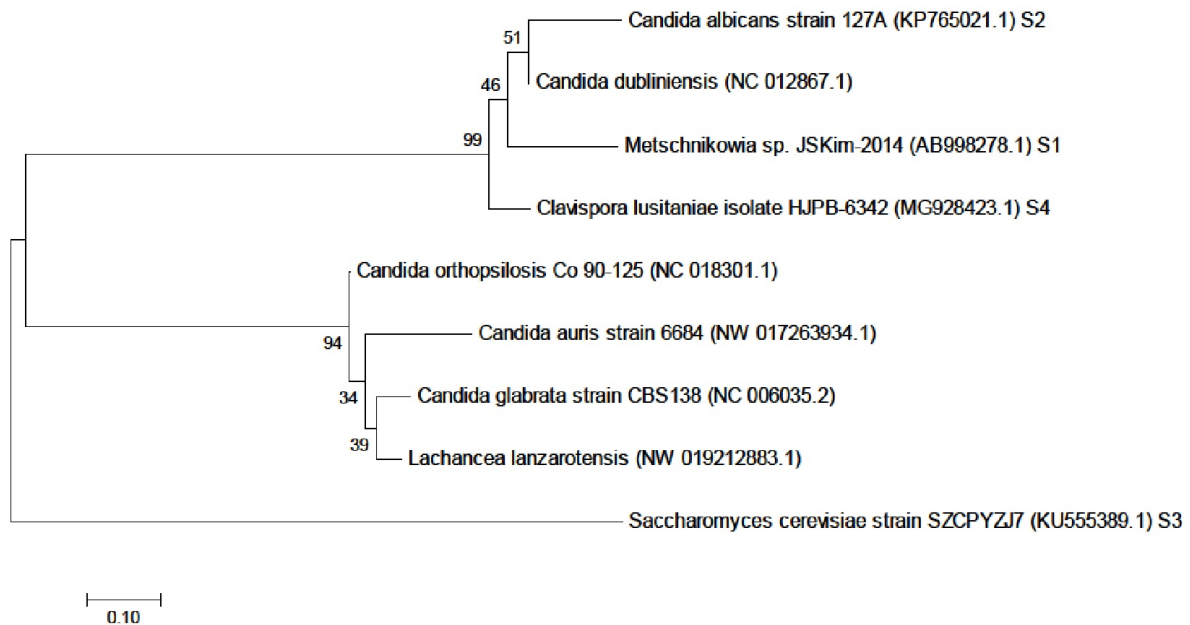 Candida albicans strain 127A (KP765021.1) S2
51
Candida dubliniensis (NC 012867.1)
46
99
Metschnikowia sp. JSKim-2014 (AB998278.1) S1
Clavispora lusitaniae isolate HJPB-6342 (MG928423.1) S4
Candida orthopsilosis Co 90-125 (NC 018301.1)
94
Candida auris strain 6684 (NW 017263934.1)
34
Candida glabrata strain CBS138 (NC 006035.2)
39
Lachancea lanzarotensis (NW 019212883.1)
Saccharomyces cerevisiae strain SZCPYZJ7 (KU555389.1) S3
0.10